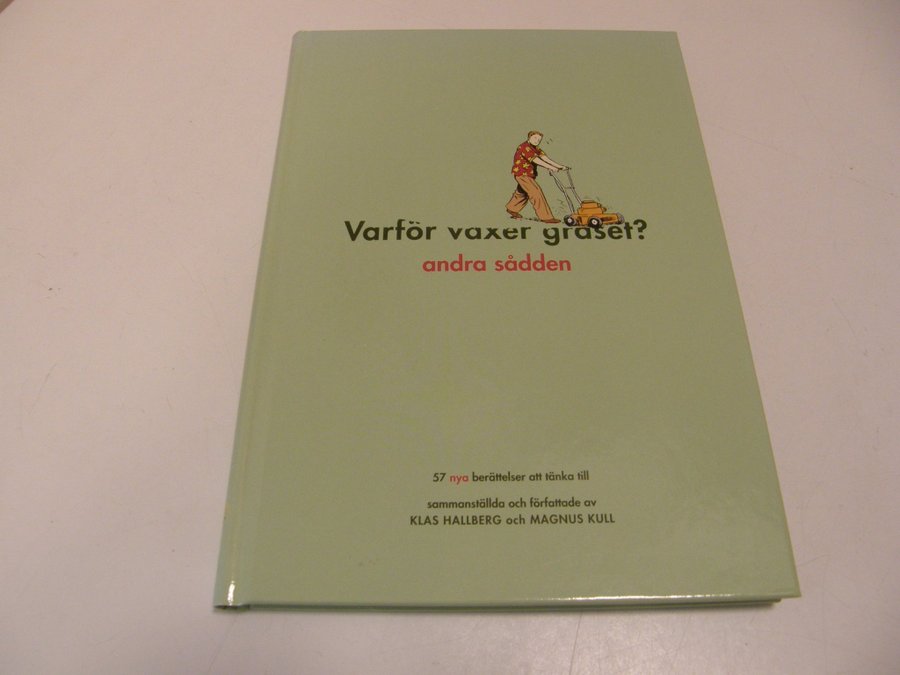 Varför växer gräset?
andra sådden
57 nya berättelser att tänka till
sammanställda och författade av
KLAS HALLBERG och MAGNUS KULL